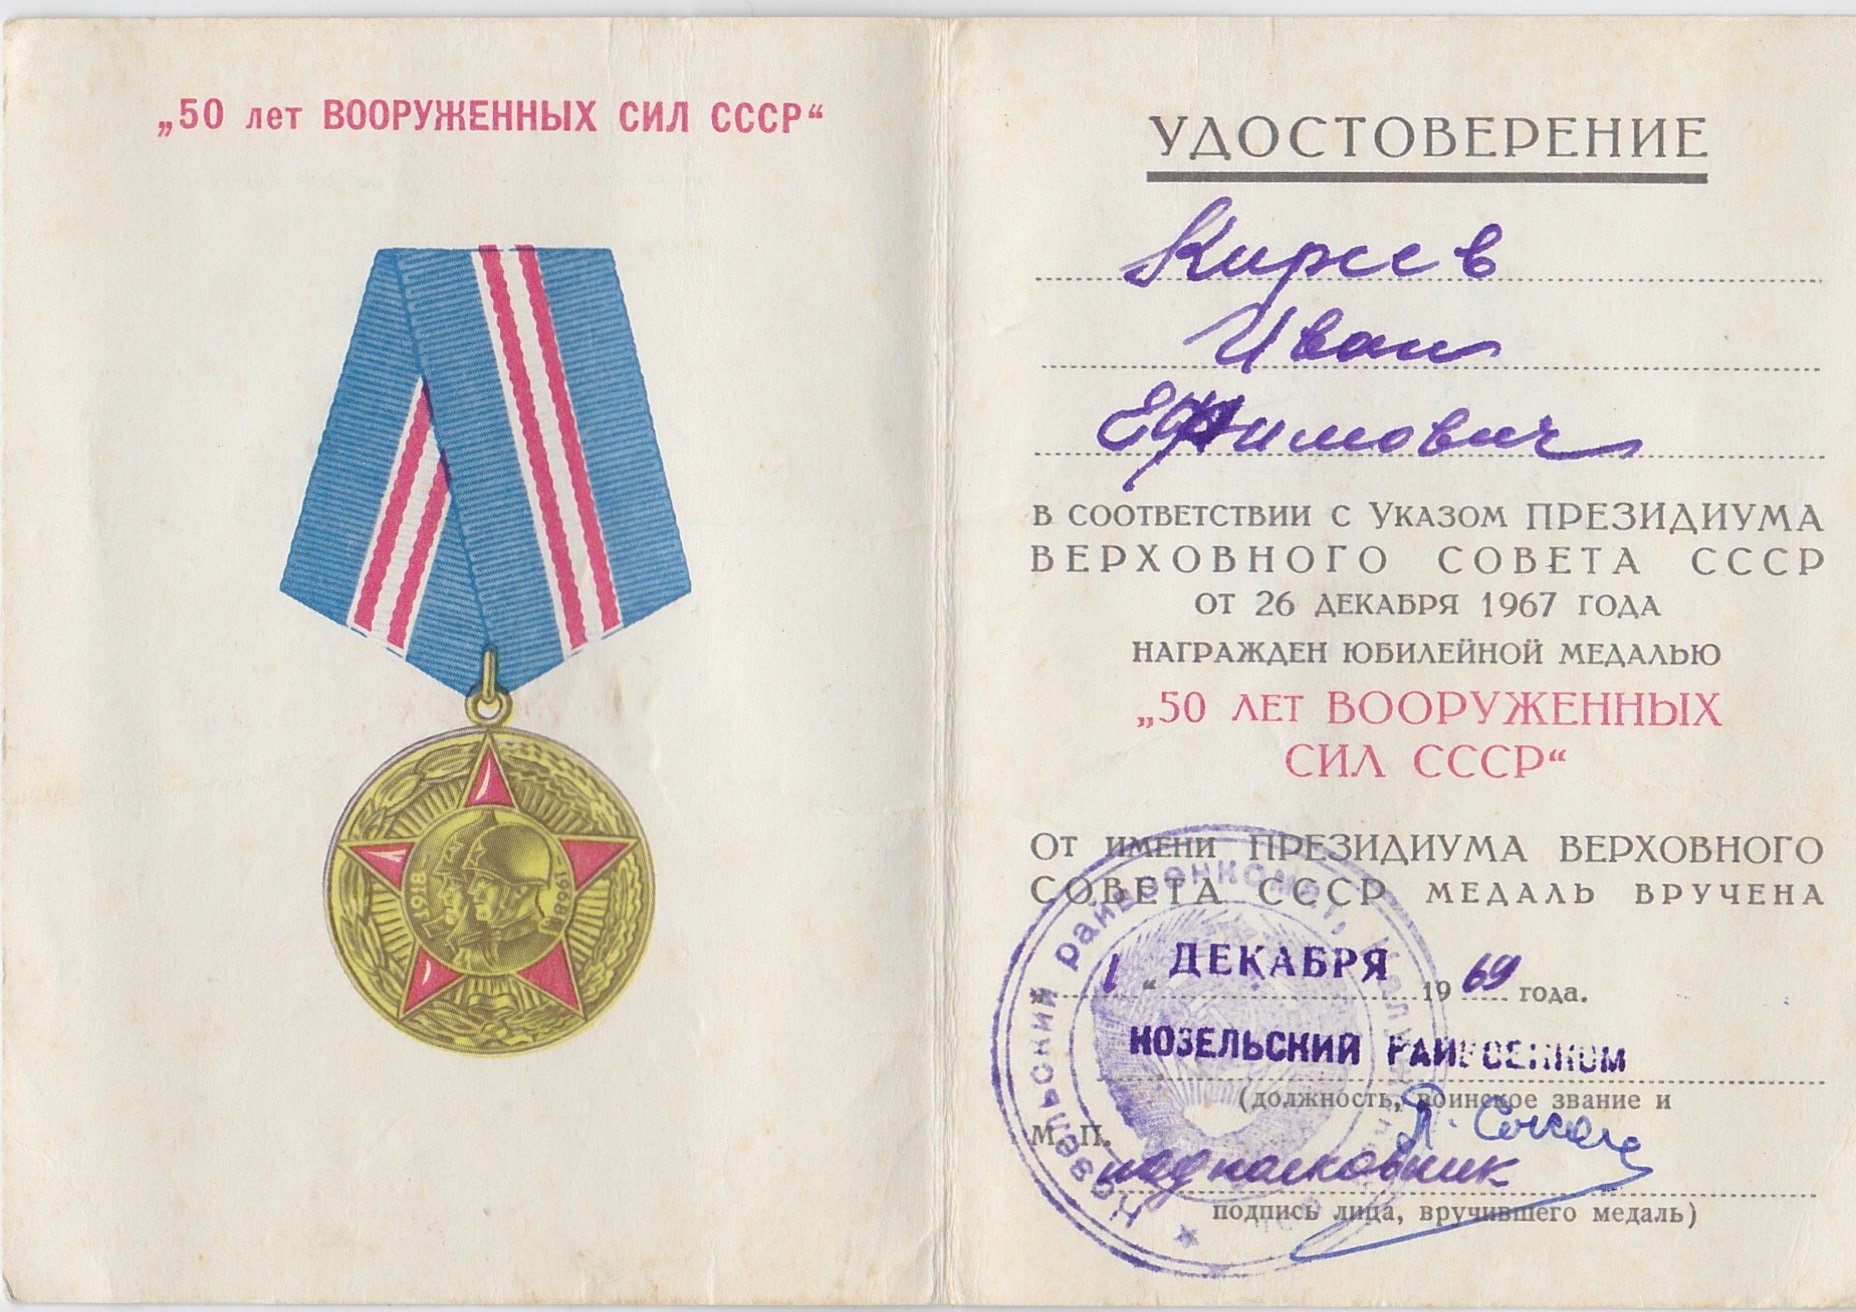 „50 лет ВООРУЖЕННЫХ СИЛ СССР“
1918
1968
УДОСТОВЕРЕНИЕ
Киреев
Иван
Ефимович
В СООТВЕТСТВИИ С УКАЗОМ ПРЕЗИДИУМА
ВЕРХОВНОГО СОВЕТА СССР
ОТ 26 ДЕКАБРЯ 1967 ГОДА
НАГРАЖДЕН ЮБИЛЕЙНОЙ МЕДАЛЬЮ
„50 ЛЕТ ВООРУЖЕННЫХ
СИЛ СССР“
ОТ ИМЕНИ ПРЕЗИДИУМА ВЕРХОВНОГО
СОВЕТА СССР МЕДАЛЬ ВРУЧЕНА
„1“ ДЕКАБРЯ 1969 года.
КОЗЕЛЬСКИЙ РАЙВОЕНКОМ
(должность, воинское звание и
М. П.
подполковник
подпись лица, вручившего медаль)
Козельский райвоенкомат,